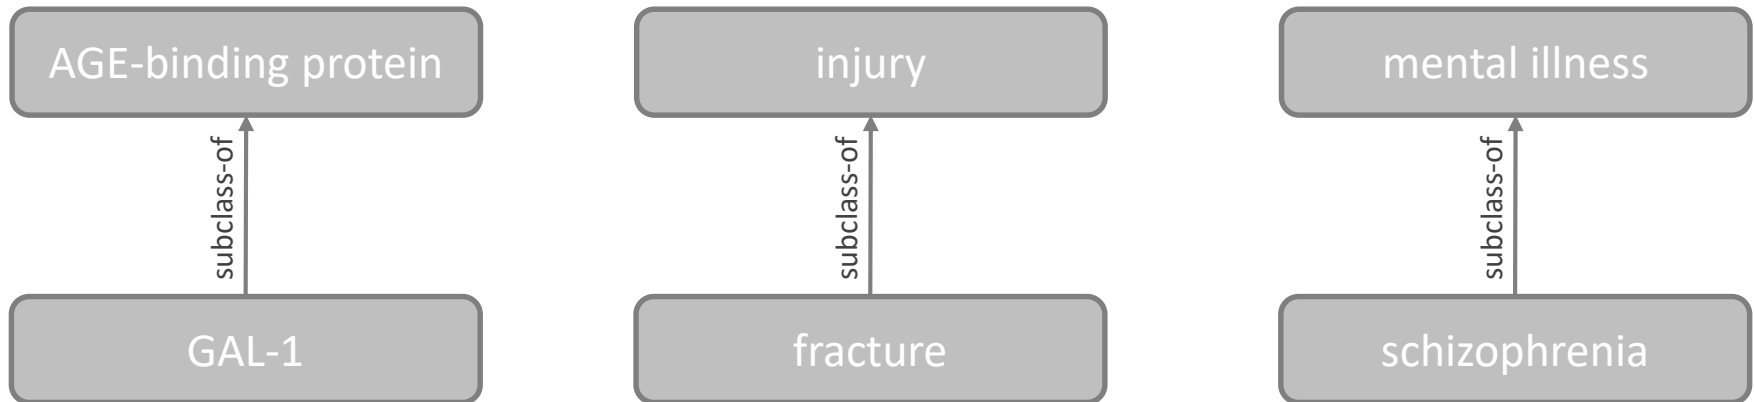 AGE-binding protein
injury
mental illness
subclass-of
subclass-of
subclass-of
GAL-1
fracture
schizophrenia